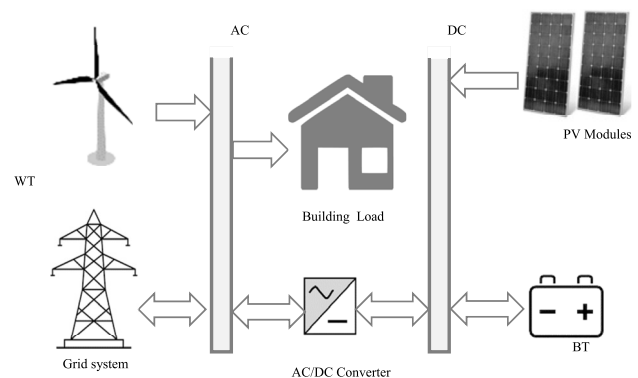 AC
DC
PV Modules
WT
Building Load
Grid system
BT
AC/DC Converter